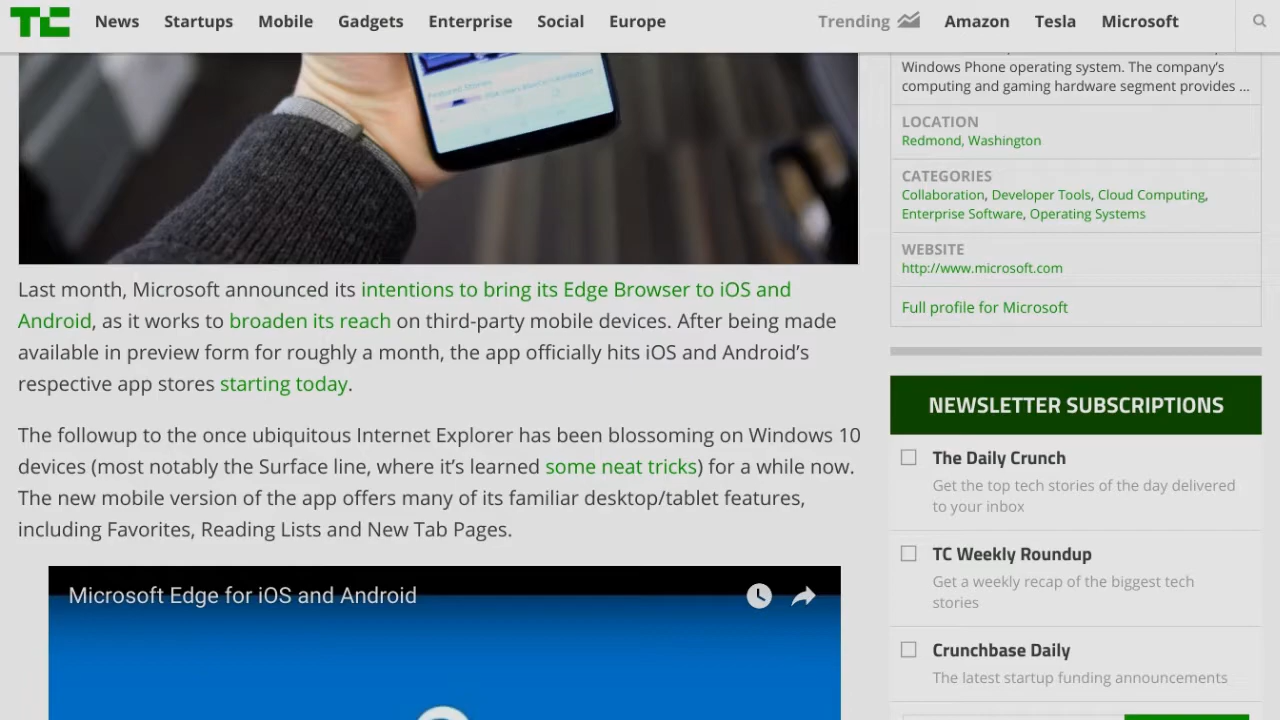 TC News Startups Mobile Gadgets Enterprise Social Europe Trending Amazon Tesla Microsoft
Last month, Microsoft announced its intentions to bring its Edge Browser to iOS and
Android, as it works to broaden its reach on third-party mobile devices. After being made
available in preview form for roughly a month, the app officially hits iOS and Android's
respective app stores starting today.
The followup to the once ubiquitous Internet Explorer has been blossoming on Windows 10
devices (most notably the Surface line, where it's learned some neat tricks) for a while now.
The new mobile version of the app offers many of its familiar desktop/tablet features,
including Favorites, Reading Lists and New Tab Pages.
Microsoft Edge for iOS and Android
Windows Phone operating system. The company's
computing and gaming hardware segment provides ...
LOCATION
Redmond, Washington
CATEGORIES
Collaboration, Developer Tools, Cloud Computing,
Enterprise Software, Operating Systems
WEBSITE
http://www.microsoft.com
Full profile for Microsoft
NEWSLETTER SUBSCRIPTIONS
The Daily Crunch
Get the top tech stories of the day delivered
to your inbox
TC Weekly Roundup
Get a weekly recap of the biggest tech
stories
Crunchbase Daily
The latest startup funding announcements